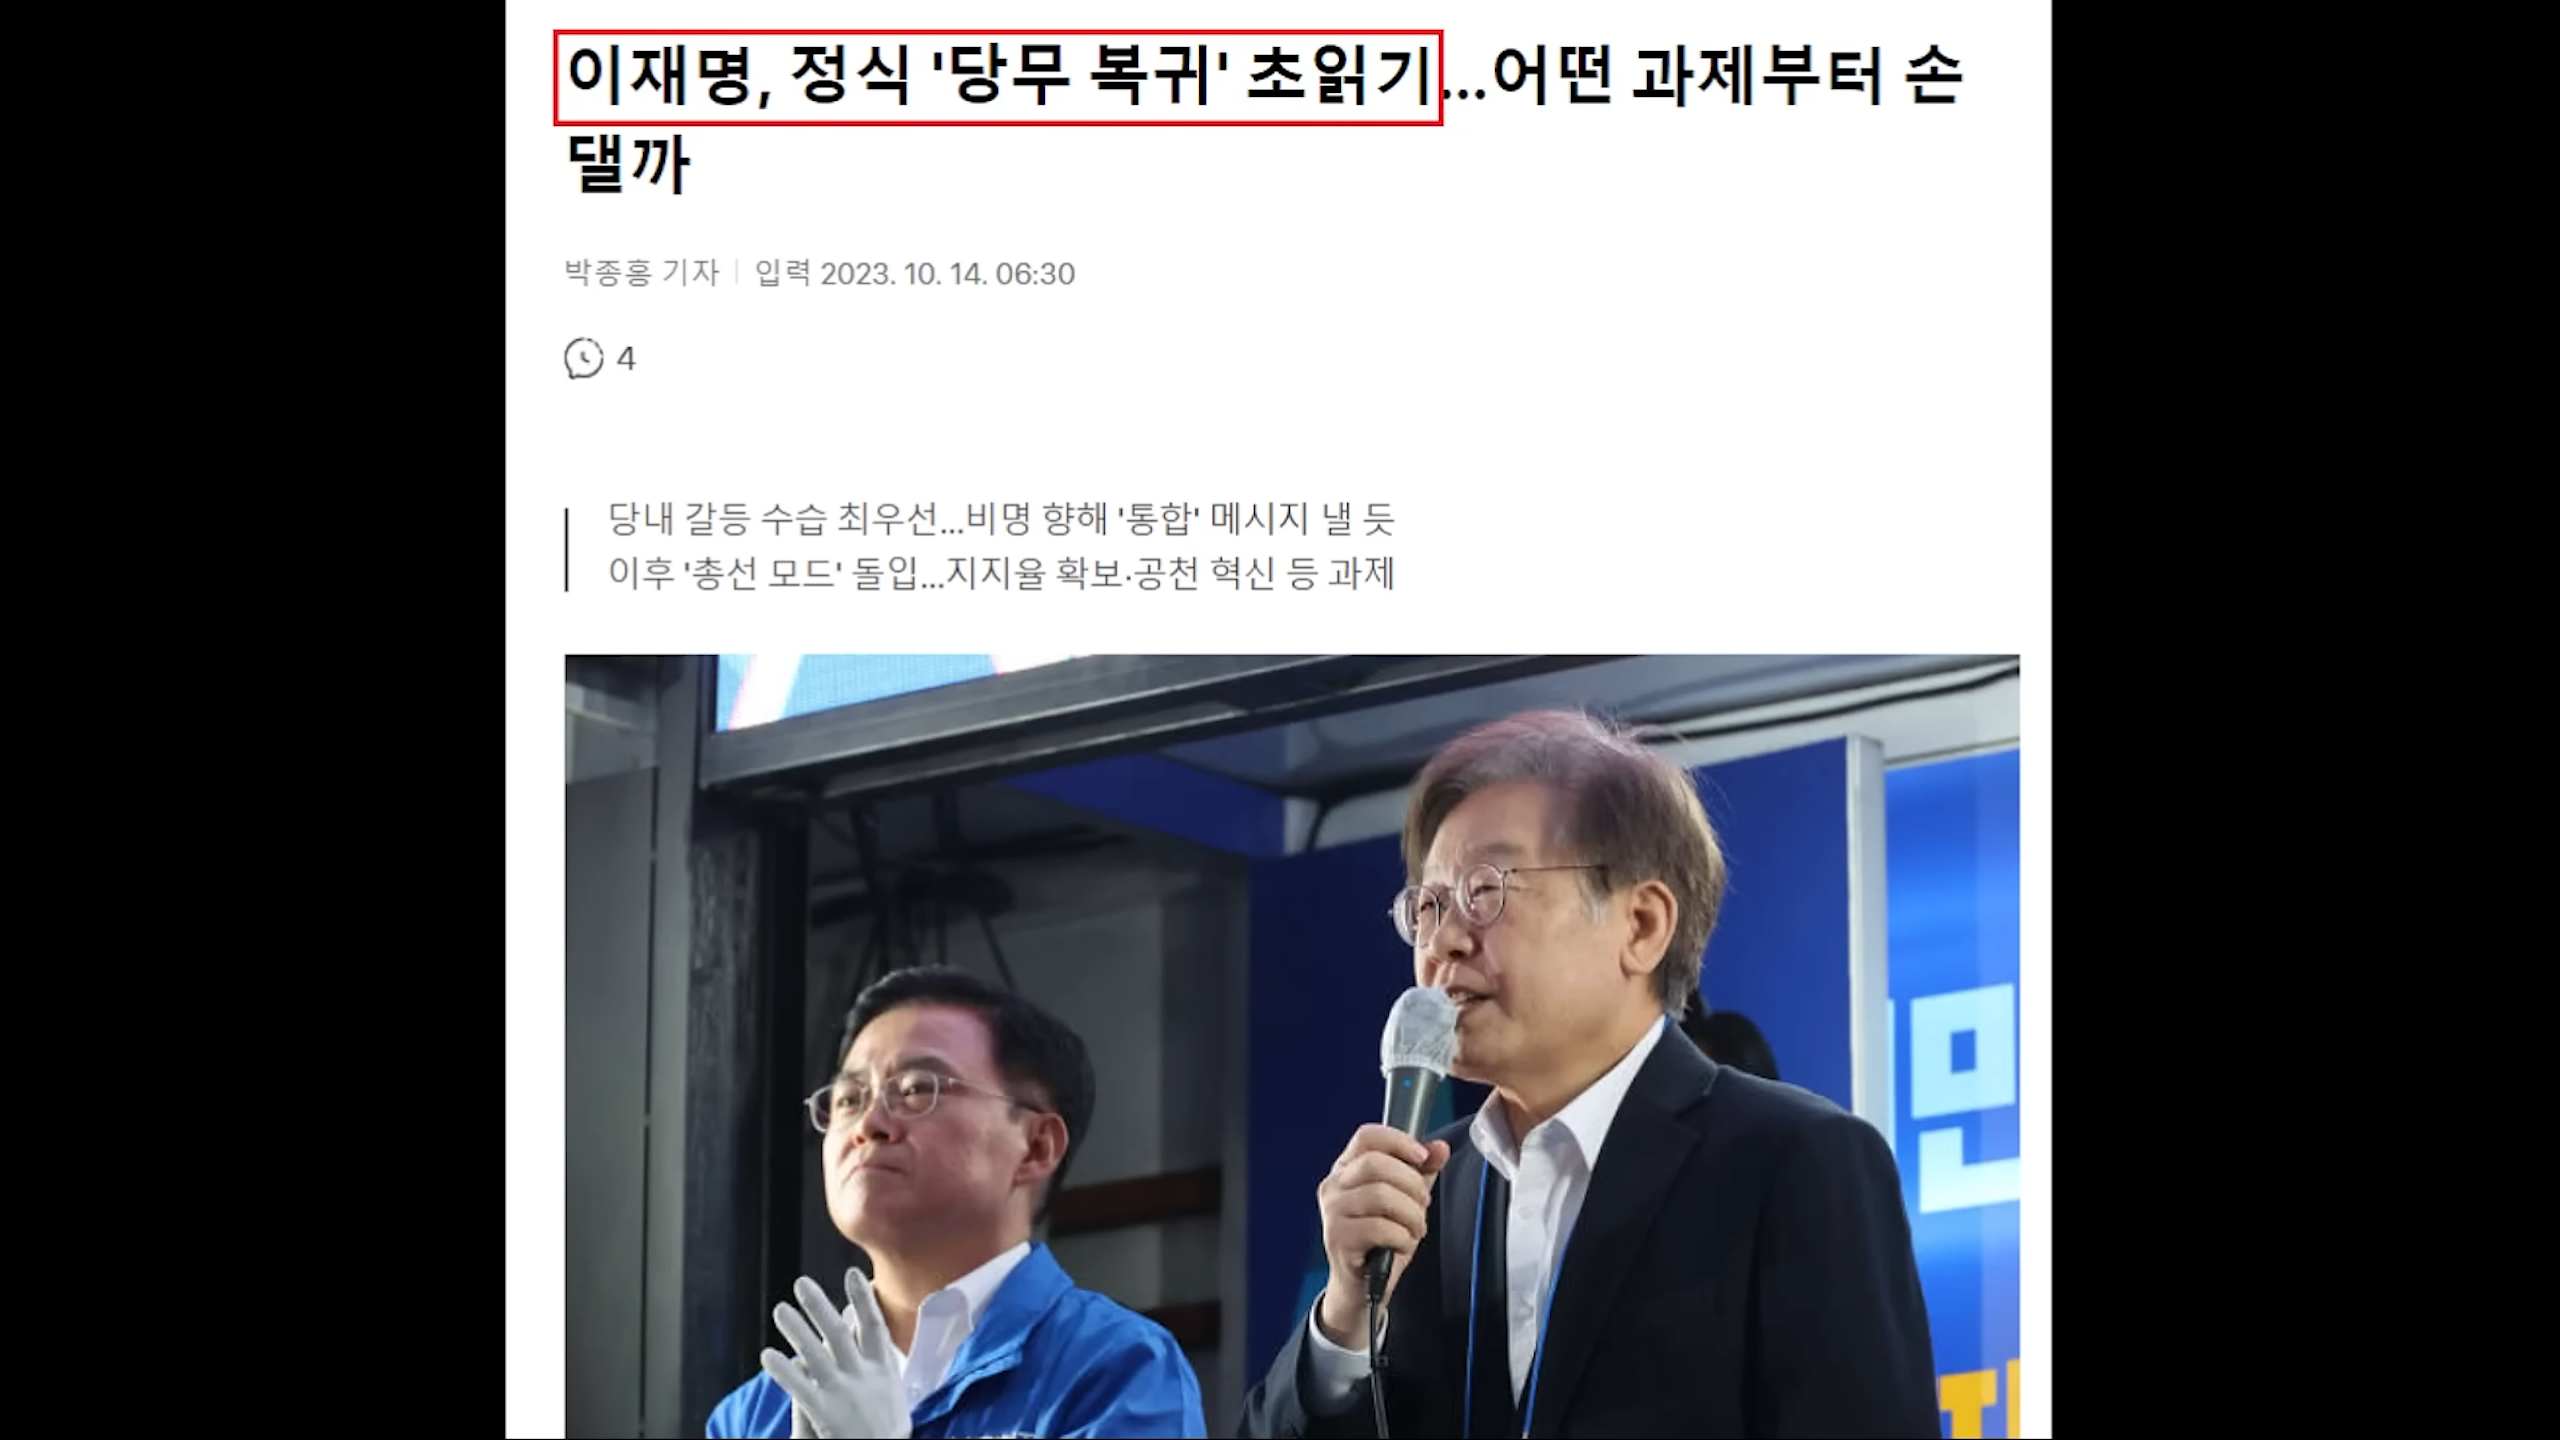 이재명, 정식 '당무 복귀' 초읽기...어떤 과제부터 손
댈까
박종홍 기자 | 입력 2023. 10. 14. 06:30
4
당내 갈등 수습 최우선...비명 향해 '통합' 메시지 낼 듯
이후 '총선 모드' 돌입...지지율 확보·공천 혁신 등 과제